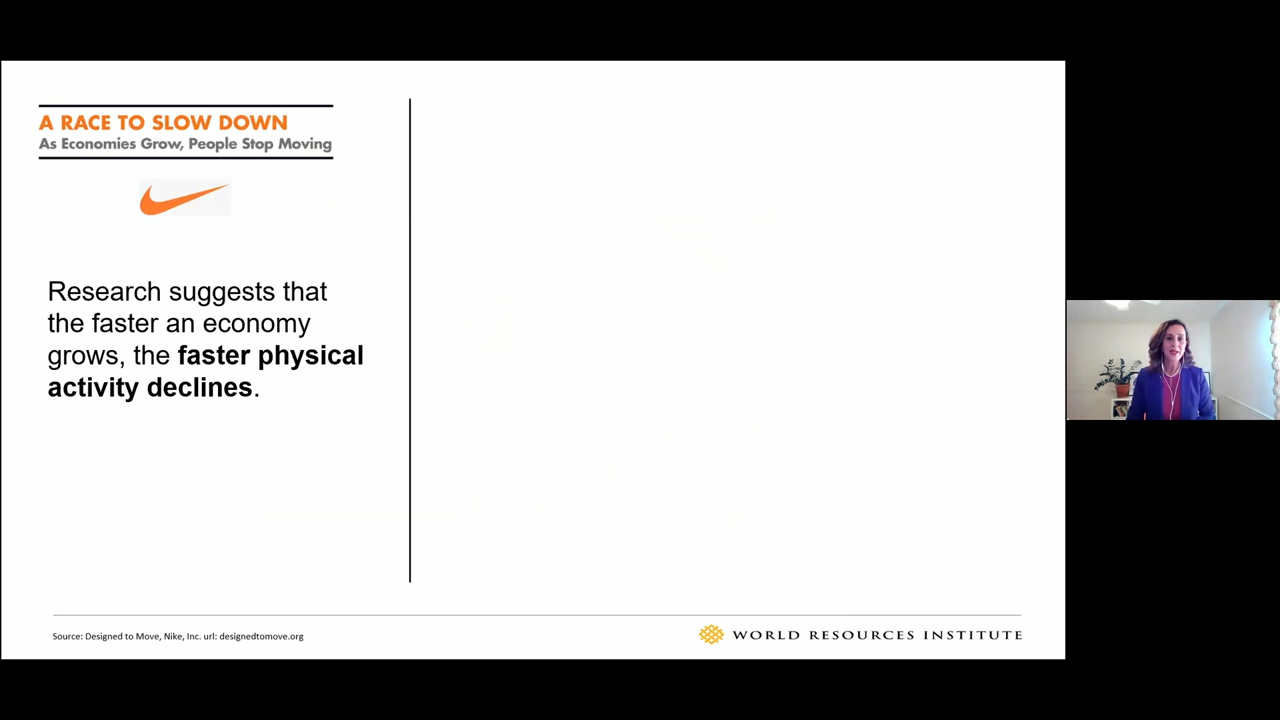 A RACE TO SLOW DOWN
As Economies Grow, People Stop Moving
Research suggests that
the faster an economy
grows, the faster physical
activity declines.
Source: Designed to Move, Nike, Inc. url: designedtomove.org
WORLD RESOURCES INSTITUTE